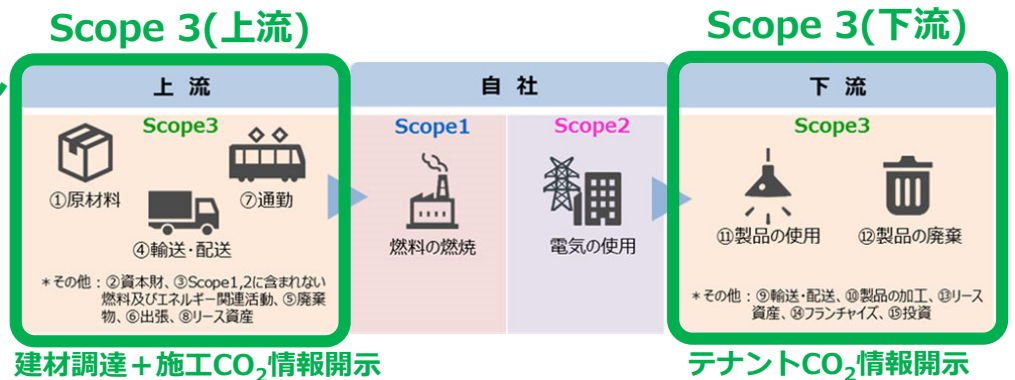 Scope 3(上流)
Scope 3(下流)
上 流
自 社
下 流
Scope3
Scope1
Scope2
Scope3
①原材料
⑦通勤
④輸送・配送
燃料の燃焼
電気の使用
⑪製品の使用
⑫製品の廃棄
＊その他：②資本財、③Scope1,2に含まれない
燃料及びエネルギー関連活動、⑤廃棄
物、⑥出張、⑧リース資産
＊その他：⑨輸送・配送、⑩製品の加工、⑬リース
資産、⑭フランチャイズ、⑮投資
建材調達＋施工CO₂情報開示
テナントCO₂情報開示